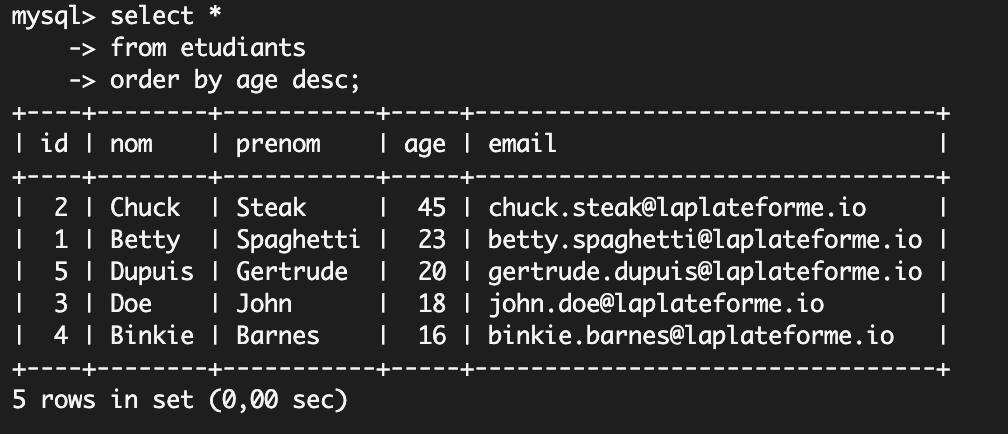 mysql> select *
    -> from etudiants
    -> order by age desc;
+----+--------+-----------+-----+---------------------------------+
| id | nom    | prenom    | age | email                           |
+----+--------+-----------+-----+---------------------------------+
|  2 | Chuck  | Steak     |  45 | chuck.steak@laplateforme.io     |
|  1 | Betty  | Spaghetti |  23 | betty.spaghetti@laplateforme.io |
|  5 | Dupuis | Gertrude  |  20 | gertrude.dupuis@laplateforme.io |
|  3 | Doe    | John      |  18 | john.doe@laplateforme.io        |
|  4 | Binkie | Barnes    |  16 | binkie.barnes@laplateforme.io   |
+----+--------+-----------+-----+---------------------------------+
5 rows in set (0,00 sec)